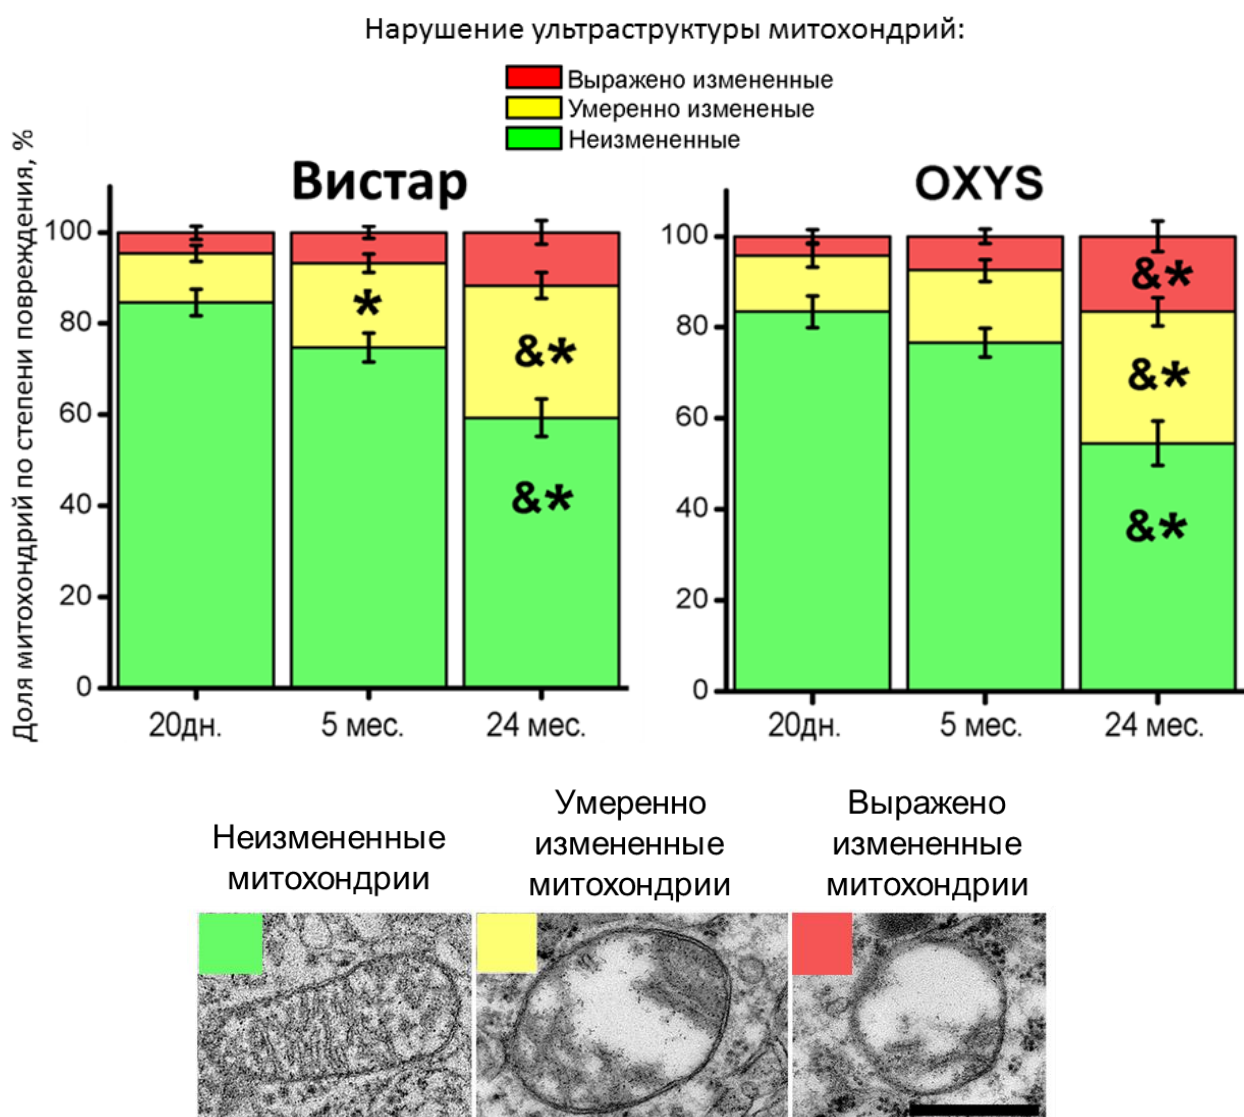 Нарушение ультраструктуры митохондрий:
Выражено измененные
Умеренно измененые
Неизмененные
Доля митохондрий по степени повреждения, %
Вистар
100
80
60
40
20
0
*
&*
&*
20дн.
5 мес.
24 мес.
OXYS
100
80
60
40
20
0
&*
&*
&*
20дн.
5 мес.
24 мес.
Неизмененные
митохондрии
Умеренно
измененные
митохондрии
Выражено
измененные
митохондрии